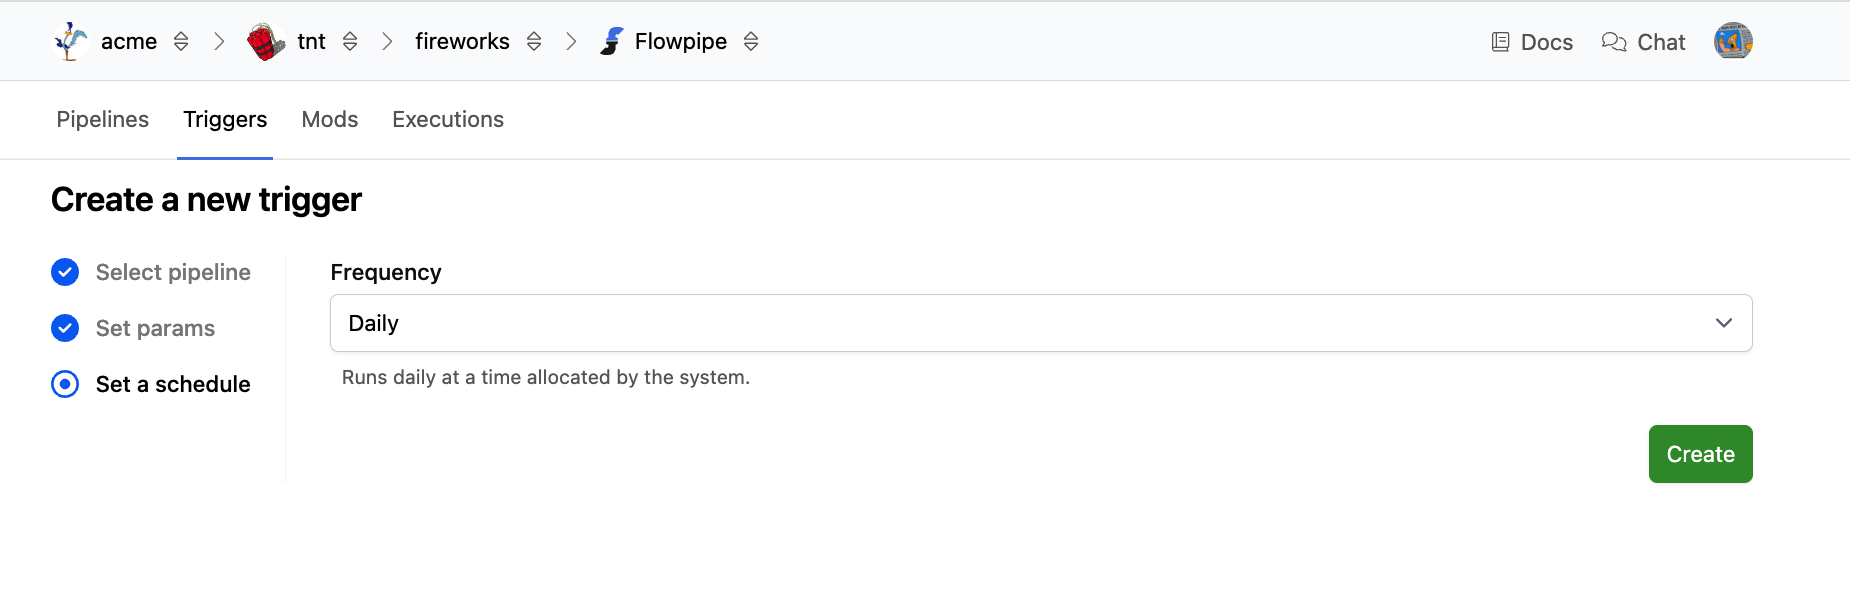 acme tnt fireworks Flowpipe Docs Chat
Pipelines Triggers Mods Executions
Create a new trigger
Select pipeline
Set params
Set a schedule
Frequency
Daily
Runs daily at a time allocated by the system.
Create